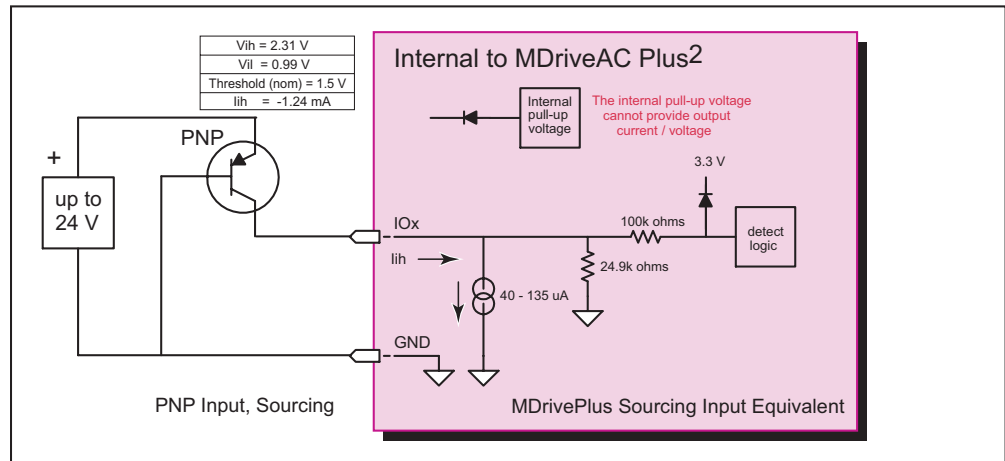 Vih = 2.31 V
Vil = 0.99 V
Threshold (nom) = 1.5 V
Iih = -1.24 mA
Internal to MDriveAC Plus2
Internal
pull-up
voltage
The internal pull-up voltage
cannot provide output
current / voltage
PNP
+
up to
24 V
3.3 V
IOx
100k ohms
detect
logic
Iih
24.9k ohms
40 - 135 uA
GND
PNP Input, Sourcing
MDrivePlus Sourcing Input Equivalent